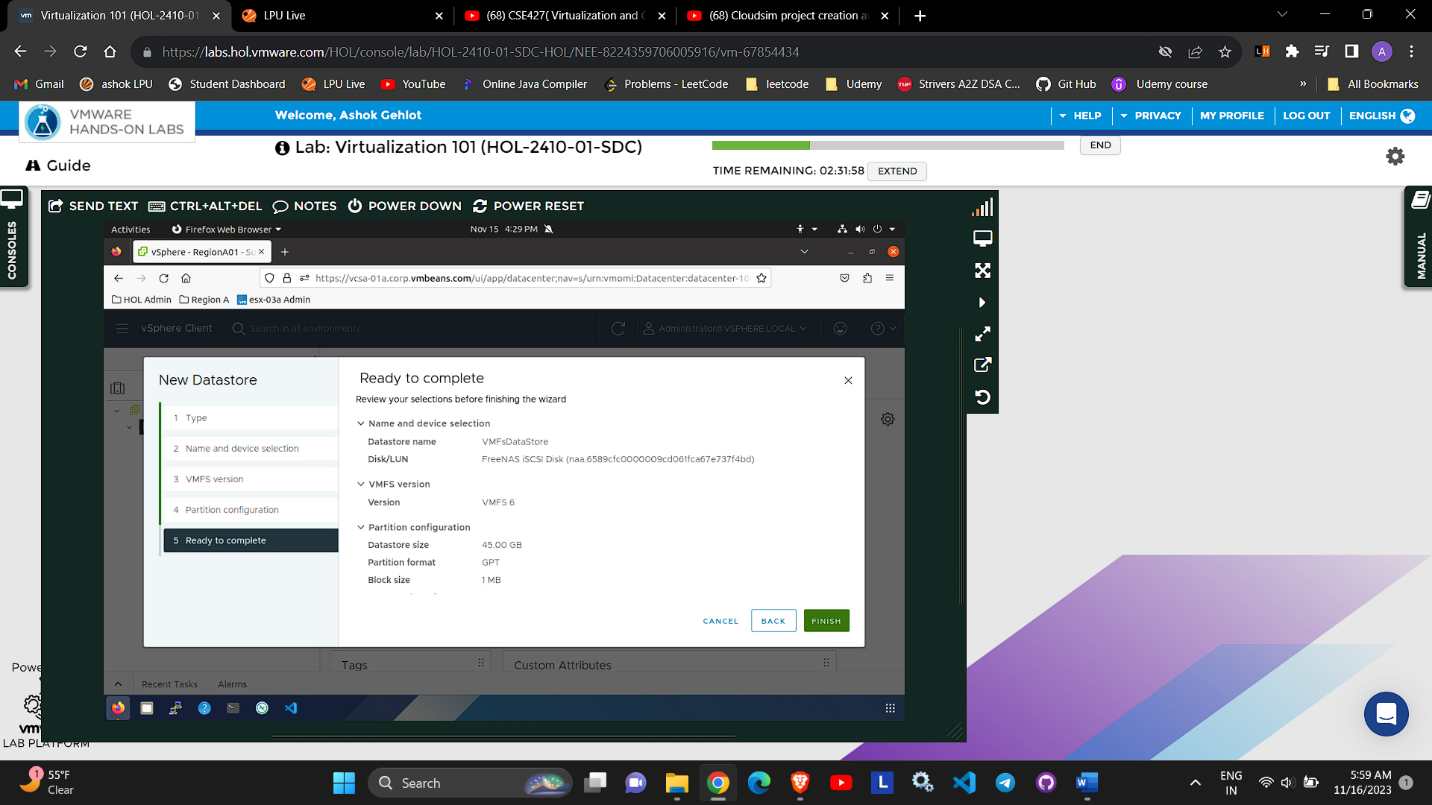 Virtualization 101 (HOL-2410-01
LPU Live
(68) CSE427( Virtualization and C
(68) Cloudsim project creation a
https://labs.hol.vmware.com/HOL/console/lab/HOL-2410-01-SDC-HOL/NEE-8224359706005916/vm-67854434
Gmail
ashok LPU
Student Dashboard
LPU Live
YouTube
Online Java Compiler
Problems - LeetCode
leetcode
Udemy
Strivers A2Z DSA C...
Git Hub
Udemy course
»
All Bookmarks
VMWARE
HANDS-ON LABS
Welcome, Ashok Gehlot
HELP
PRIVACY
MY PROFILE
LOG OUT
ENGLISH
Guide
Lab: Virtualization 101 (HOL-2410-01-SDC)
END
TIME REMAINING: 02:31:58
EXTEND
CONSOLES
MANUAL
SEND TEXT
CTRL+ALT+DEL
NOTES
POWER DOWN
POWER RESET
Activities
Firefox Web Browser
Nov 15 4:29 PM
vSphere - RegionA01 - Su
https://vcsa-01a.corp.vmbeans.com/ui/app/datacenter;nav=s/urn:vmomi:Datacenter:datacenter-10
HOL Admin
Region A
esx-03a Admin
vSphere Client
Search in all environments
Administrator@VSPHERE.LOCAL
New Datastore
1 Type
2 Name and device selection
3 VMFS version
4 Partition configuration
5 Ready to complete
Ready to complete
Review your selections before finishing the wizard
Name and device selection
Datastore name VMFsDataStore
Disk/LUN FreeNAS iSCSI Disk (naa.6589cfc0000009cd061fca67e737f4bd)
VMFS version
Version VMFS 6
Partition configuration
Datastore size 45.00 GB
Partition format GPT
Block size 1 MB
CANCEL
BACK
FINISH
Tags
Custom Attributes
Recent Tasks
Alarms
Powe
vmw
LAB PLATFORM
1
55°F
Clear
Search
ENG
IN
5:59 AM
11/16/2023
1